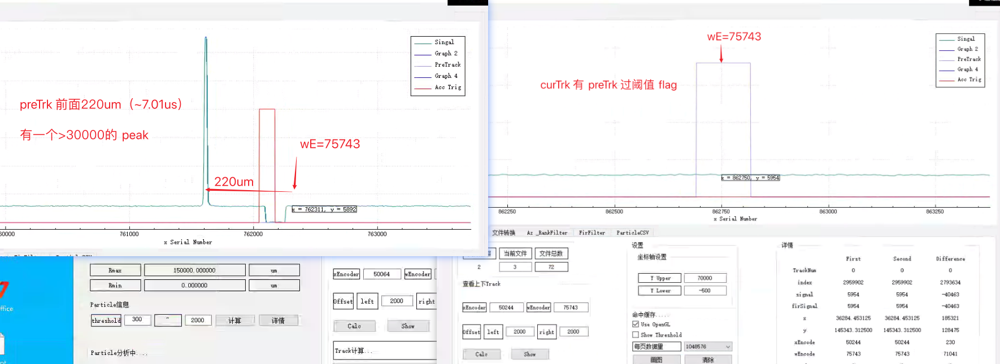 Singal
Graph 2
PreTrack
Graph 4
Acc Trig
preTrk 前面220um（~7.01us）
有一个>30000的 peak
wE=75743
220um
x = 762311, y = 5892
60000
761000
762000
763000
x Serial Number
wE=75743
Singal
Graph 2
PreTrack
Graph 4
Acc Trig
curTrk 有 preTrk 过阈值 flag
x = 862750, y = 5954
862250
862500
862750
863000
863250
x Serial Number
文件转换
Az _RankFilter
FirFilter
ParticleCSV
Rmax
150000.000000
um
Rmin
0.000000
um
Particle信息
threshold
300
~
2000
计算
详情
Particle分析中....
ffice
xEncoder
50064
wEncoder
Offset
left
2000
right
Calc
Show
Track计算...
当前文件
文件总数
2
3
72
查看上下Track
xEncoder
50244
wEncoder
75743
Offset
left
2000
right
2000
Calc
Show
设置
坐标轴设置
Y Upper
70000
Y Lower
-500
命中缓存.....
Use OpenGL
Show Threshold
每页数据量
1048576
画图
清除
详情
First Second Difference
TrackNum 0 0 0
index 2959902 2959902 2793634
signal 5954 5954 -40463
firSignal 5954 5954 -40463
x 36284.453125 36284.453125 185321
y 145343.312500 145343.312500 128475
xEncode 50244 50244 230
wEncode 75743 75743 71041